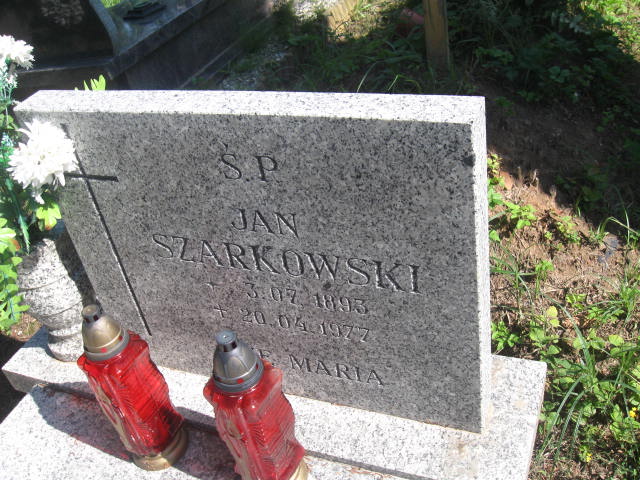 Ś.P.
JAN
SZARKOWSKI
* 3.07.1893
+ 20.04.1977
MARIA